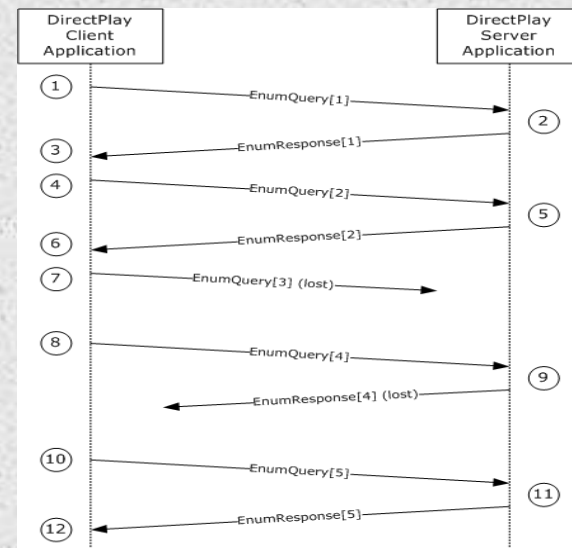 DirectPlay
Client
Application
DirectPlay
Server
Application
1
EnumQuery[1]
2
EnumResponse[1]
3
4
EnumQuery[2]
5
EnumResponse[2]
6
7
EnumQuery[3] (lost)
8
EnumQuery[4]
9
EnumResponse[4] (lost)
10
EnumQuery[5]
11
EnumResponse[5]
12